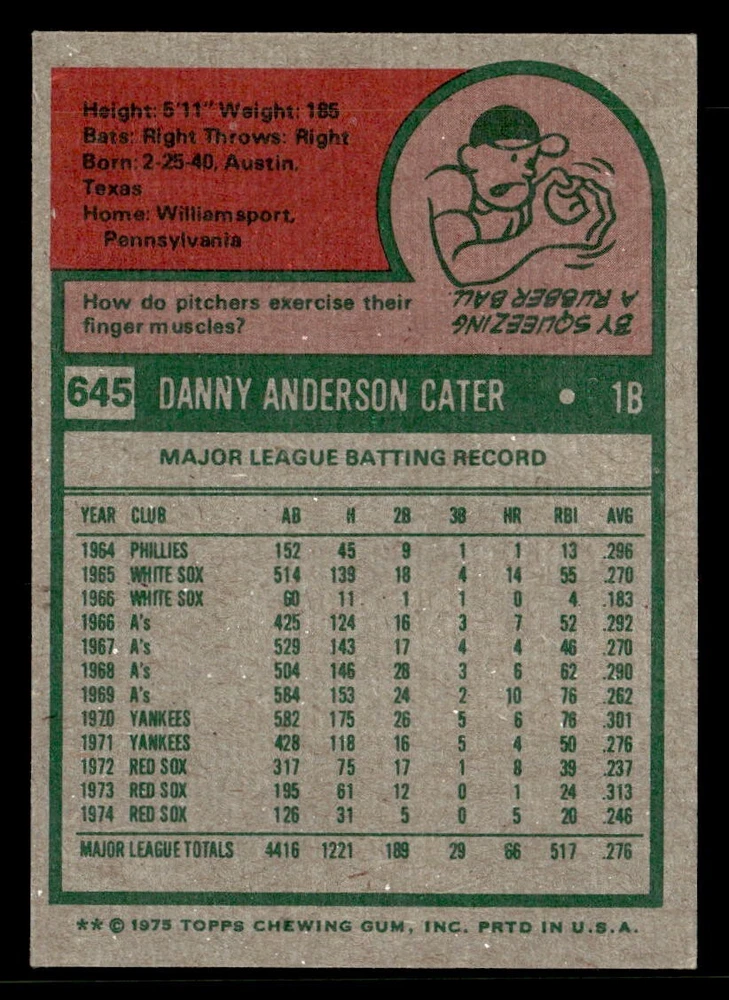 Height: 5'11" Weight: 185
Bats: Right Throws: Right
Born: 2-25-40, Austin,
Texas
Home: Williamsport,
Pennsylvania
How do pitchers exercise their
finger muscles?
BY SQUEEZING
A RUBBER BALL.
645 DANNY ANDERSON CATER • 1B
MAJOR LEAGUE BATTING RECORD
YEAR CLUB AB H 2B 3B HR RBI AVG
1964 PHILLIES 152 45 9 1 1 13 .296
1965 WHITE SOX 514 139 18 4 14 55 .270
1966 WHITE SOX 60 11 1 1 0 4 .183
1966 A's 425 124 16 3 7 52 .292
1967 A's 529 143 17 4 4 46 .270
1968 A's 504 146 28 3 6 62 .290
1969 A's 584 153 24 2 10 76 .262
1970 YANKEES 582 175 26 5 6 76 .301
1971 YANKEES 428 118 16 5 4 50 .276
1972 RED SOX 317 75 17 1 8 39 .237
1973 RED SOX 195 61 12 0 1 24 .313
1974 RED SOX 126 31 5 0 5 20 .246
MAJOR LEAGUE TOTALS 4416 1221 189 29 66 517 .276
** © 1975 TOPPS CHEWING GUM, INC. PRTD IN U.S.A.